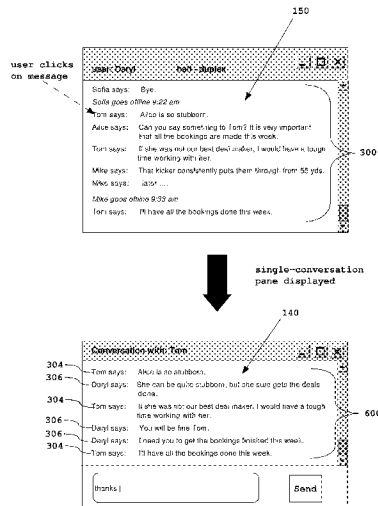 150
user: Daryl half - duplex
user clicks
on message
Sofia says: Bye.
Sofia goes offline 9:22 am
Tom says: Alice is so stubborn.
Alice says: Can you say something to Tom? It is very important
that all the bookings are made this week.
Tom says: If she was not our best deal maker, I would have a tough
time working with her.
300
Mike says: That kicker consistently puts them through from 55 yds.
Mike says: later ....
Mike goes offline 9:33 am
Tom says: I'll have all the bookings done this week.
single-conversation
pane displayed
140
Conversation with: Tom
304 Tom says: Alice is so stubborn.
306 Daryl says: She can be quite stubborn, but she sure gets the deals
done.
304 Tom says: If she was not our best deal maker, I would have a tough
time working with her.
600
306 Daryl says: You will be fine Tom.
306 Daryl says: I need you to get the bookings finished this week.
304 Tom says: I'll have all the bookings done this week.
thanks |
Send